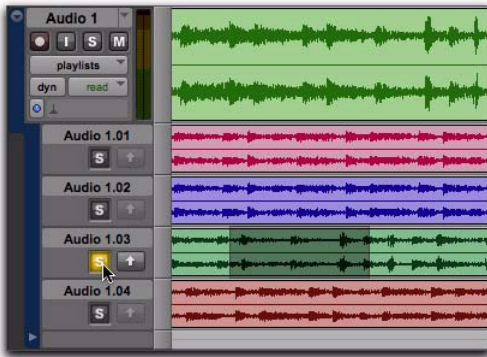 Audio 1
I S M
playlists
dyn read
Audio 1.01
S
Audio 1.02
S
Audio 1.03
S
Audio 1.04
S